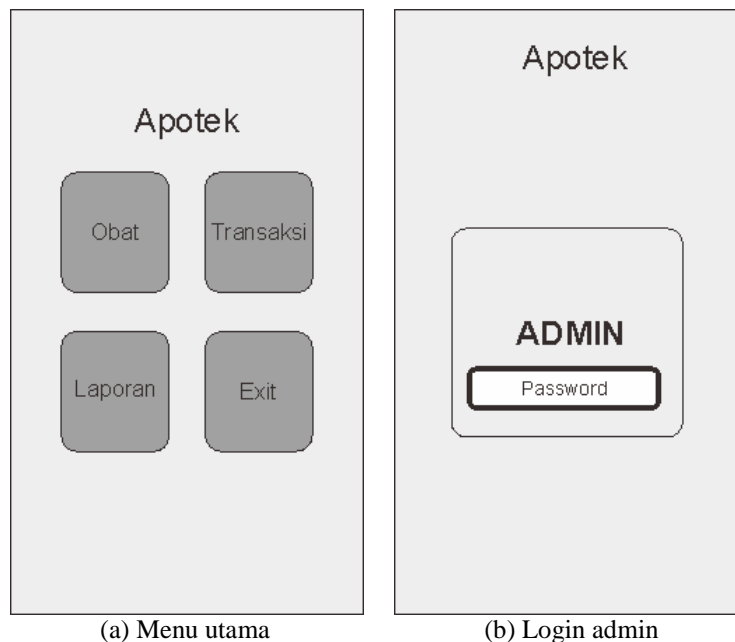 Apotek
Obat Transaksi
Laporan Exit
(a) Menu utama
Apotek
ADMIN
Password
(b) Login admin